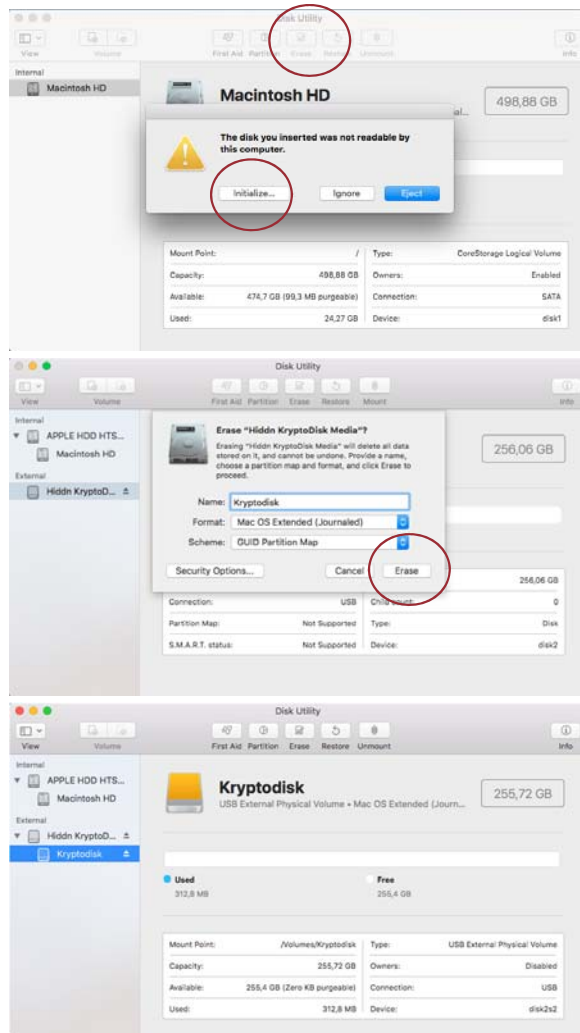 Disk Utility
View Volume First Aid Partition Erase Restore Unmount Info
Internal
Macintosh HD
Macintosh HD
498,88 GB
The disk you inserted was not readable by
this computer.
Initialize... Ignore Eject
Mount Point: / Type: CoreStorage Logical Volume
Capacity: 498,88 GB Owners: Enabled
Available: 474,7 GB (99,3 MB purgeable) Connection: SATA
Used: 24,27 GB Device: disk1
Disk Utility
View Volume First Aid Partition Erase Restore Mount Info
Internal
APPLE HDD HTS...
Macintosh HD
External
Hiddn KryptoD...
Erase "Hiddn KryptoDisk Media"?
Erasing "Hiddn KryptoDisk Media" will delete all data
stored on it, and cannot be undone. Provide a name,
choose a partition map and format, and click Erase to
proceed.
Name: Kryptodisk
Format: Mac OS Extended (Journaled)
Scheme: GUID Partition Map
Security Options... Cancel Erase
256,06 GB
256,06 GB
Connection: USB Child count: 0
Partition Map: Not Supported Type: Disk
S.M.A.R.T. status: Not Supported Device: disk2
Disk Utility
View Volume First Aid Partition Erase Restore Unmount Info
Internal
APPLE HDD HTS...
Macintosh HD
External
Hiddn KryptoD...
Kryptodisk
Kryptodisk
USB External Physical Volume • Mac OS Extended (Journ...
255,72 GB
Used Free
312,8 MB 255,4 GB
Mount Point: /Volumes/Kryptodisk Type: USB External Physical Volume
Capacity: 255,72 GB Owners: Disabled
Available: 255,4 GB (Zero KB purgeable) Connection: USB
Used: 312,8 MB Device: disk2s2